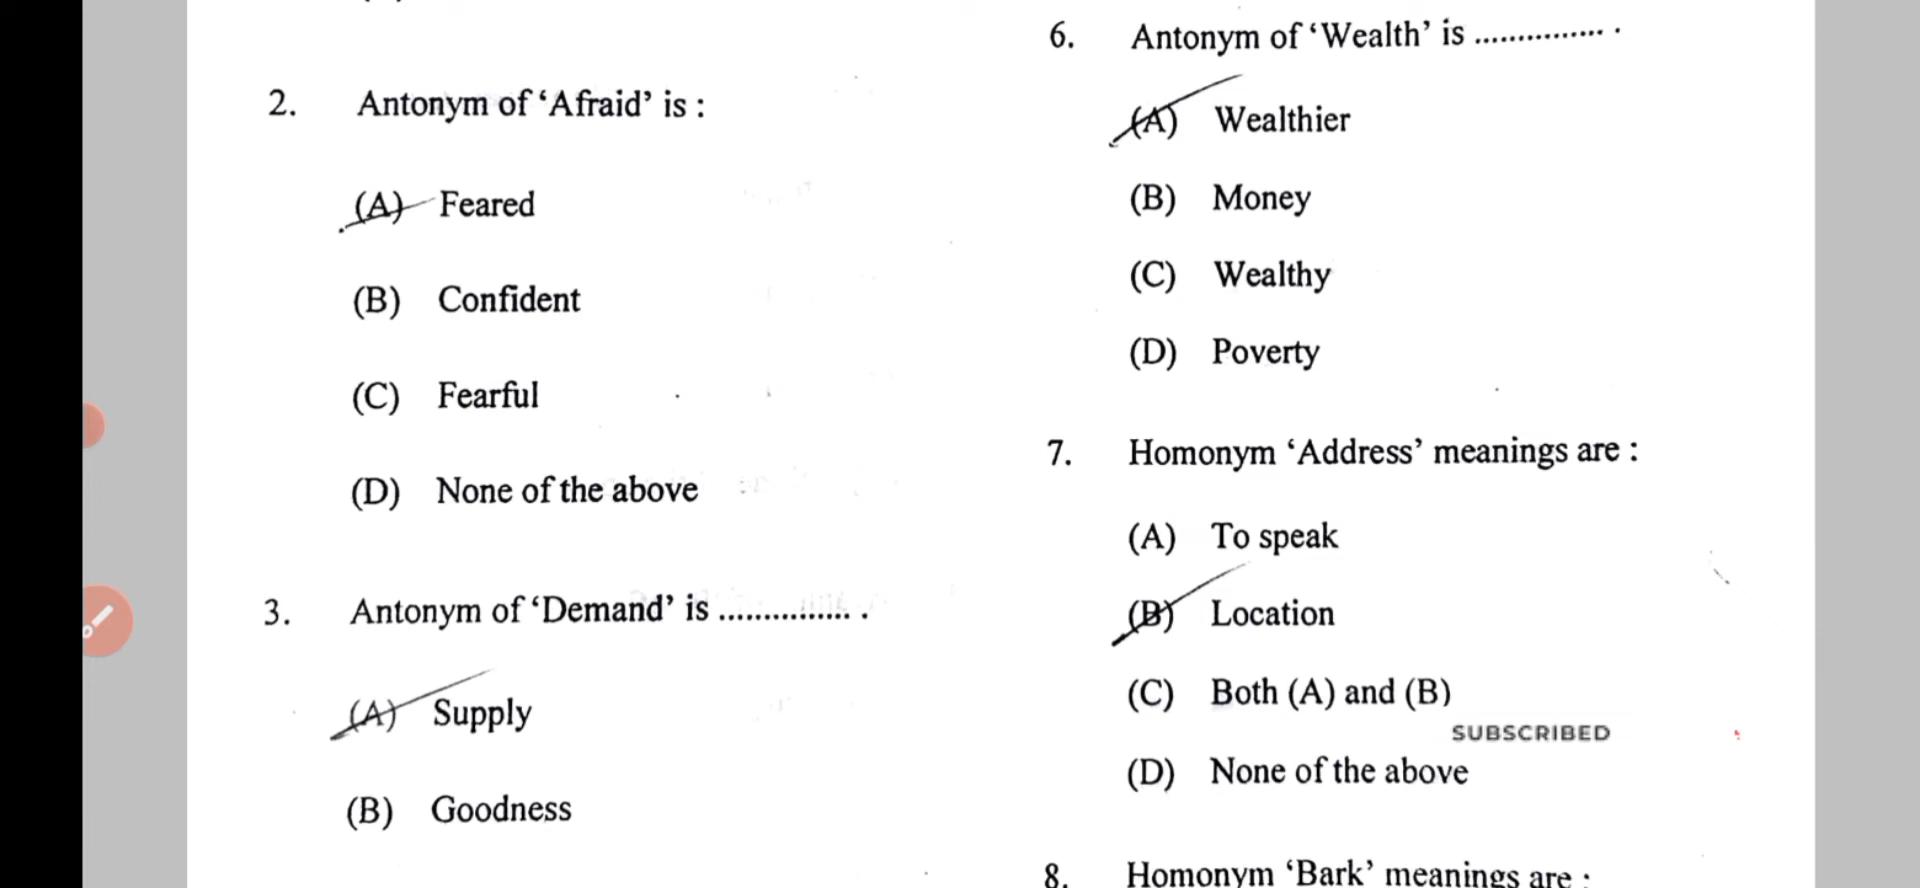 2. Antonym of ‘Afraid’ is :
(A) Feared
(B) Confident
(C) Fearful
(D) None of the above
3. Antonym of ‘Demand’ is ............... .
(A) Supply
(B) Goodness
6. Antonym of ‘Wealth’ is ............... .
(A) Wealthier
(B) Money
(C) Wealthy
(D) Poverty
7. Homonym ‘Address’ meanings are :
(A) To speak
(B) Location
(C) Both (A) and (B)
SUBSCRIBED
(D) None of the above
8. Homonym ‘Bark’ meanings are :